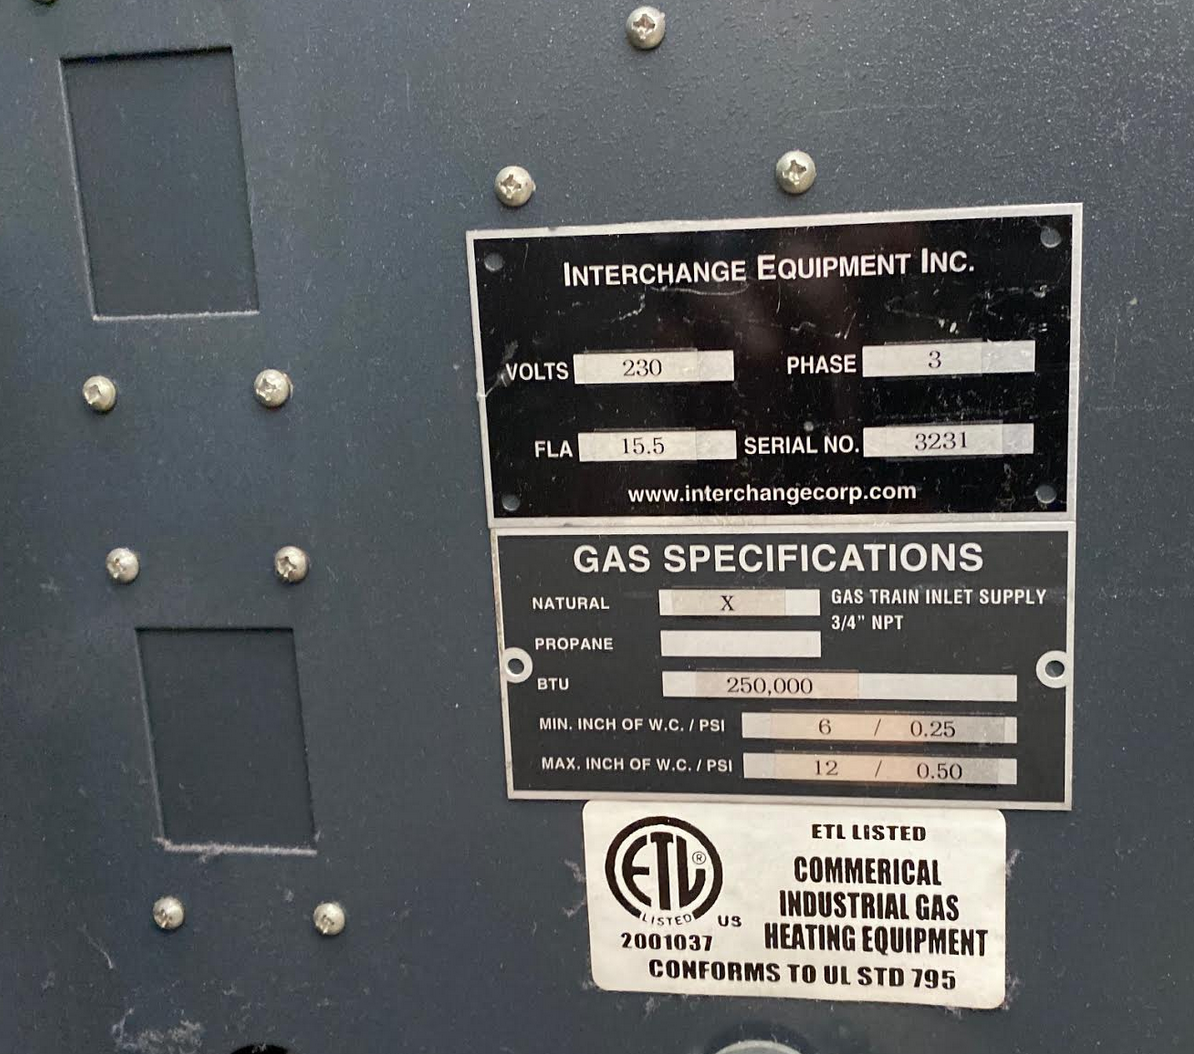 INTERCHANGE EQUIPMENT INC.
VOLTS 230 PHASE 3
FLA 15.5 SERIAL NO. 3231
www.interchangecorp.com
GAS SPECIFICATIONS
NATURAL X
GAS TRAIN INLET SUPPLY
3/4" NPT
PROPANE
BTU 250,000
MIN. INCH OF W.C. / PSI 6 / 0.25
MAX. INCH OF W.C. / PSI 12 / 0.50
ETL ®
LISTED US
2001037
ETL LISTED
COMMERICAL
INDUSTRIAL GAS
HEATING EQUIPMENT
CONFORMS TO UL STD 795